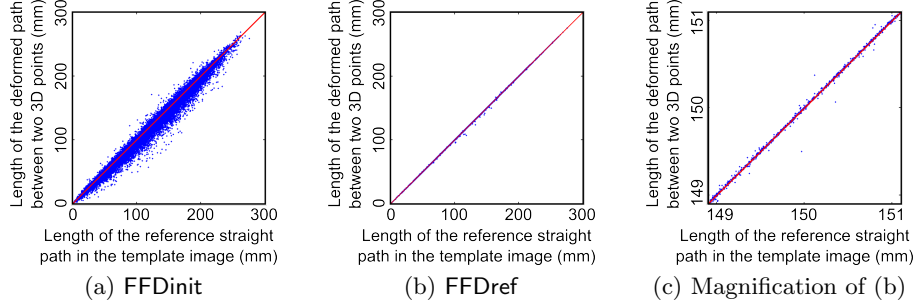 Length of the deformed path
between two 3D points (mm)
300
200
100
0
0 100 200 300
Length of the reference straight
path in the template image (mm)
(a) FFDinit
Length of the deformed path
between two 3D points (mm)
300
200
100
0
0 100 200 300
Length of the reference straight
path in the template image (mm)
(b) FFDref
Length of the deformed path
between two 3D points (mm)
151
150
149
149 150 151
Length of the reference straight
path in the template image (mm)
(c) Magnification of (b)